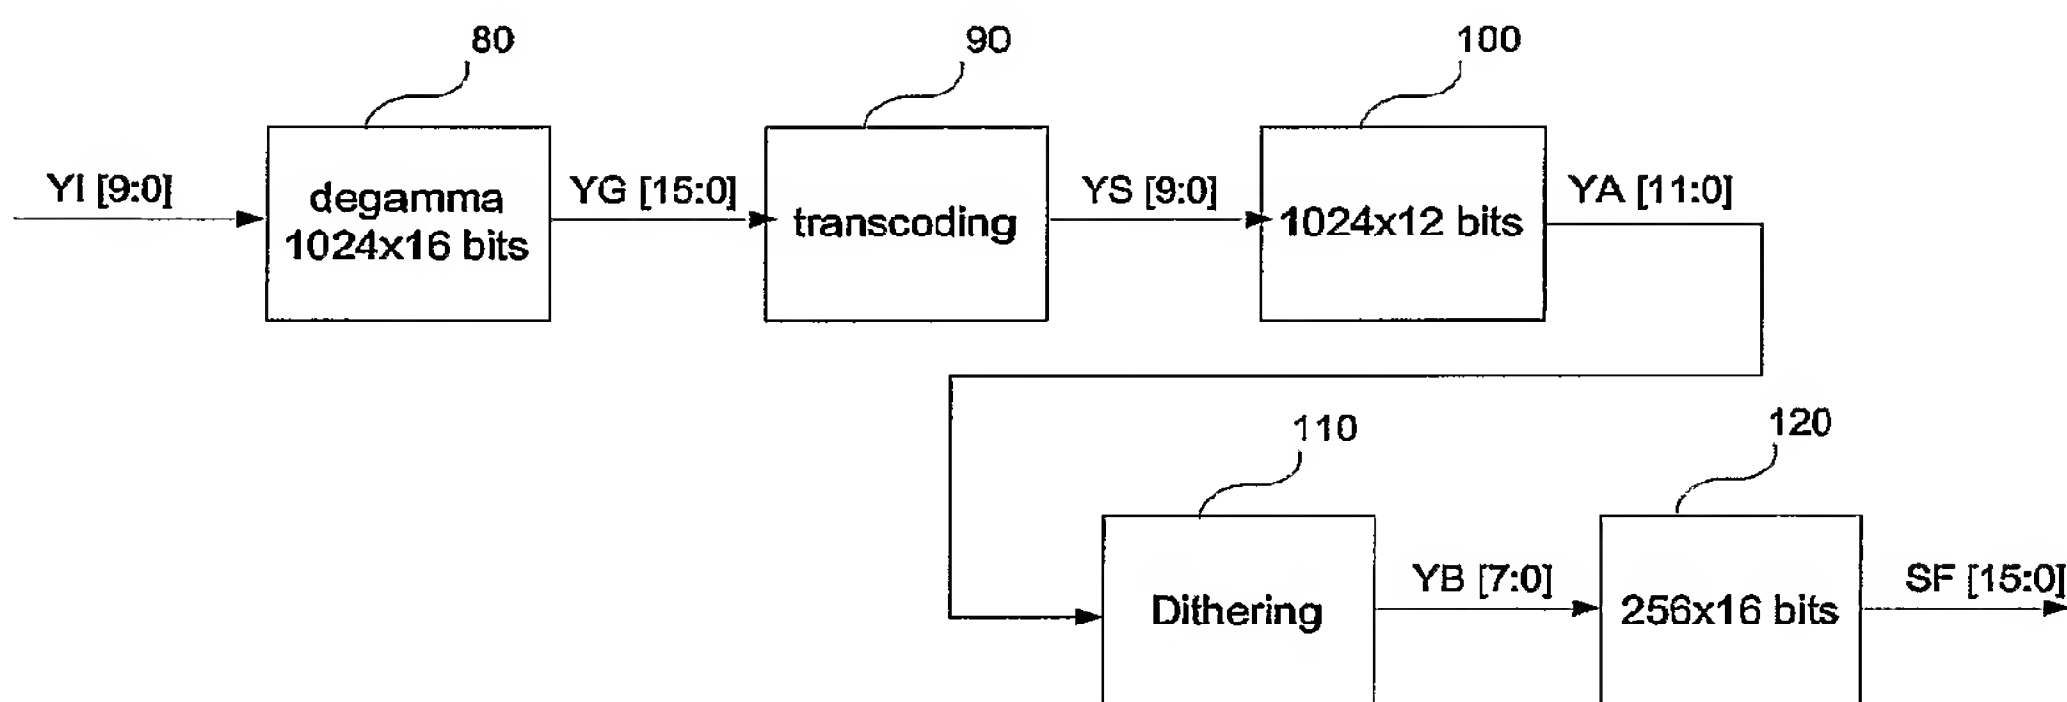 80
90
100
YI [9:0]
degamma
1024x16 bits
YG [15:0]
transcoding
YS [9:0]
1024x12 bits
YA [11:0]
110
120
Dithering
YB [7:0]
256x16 bits
SF [15:0]